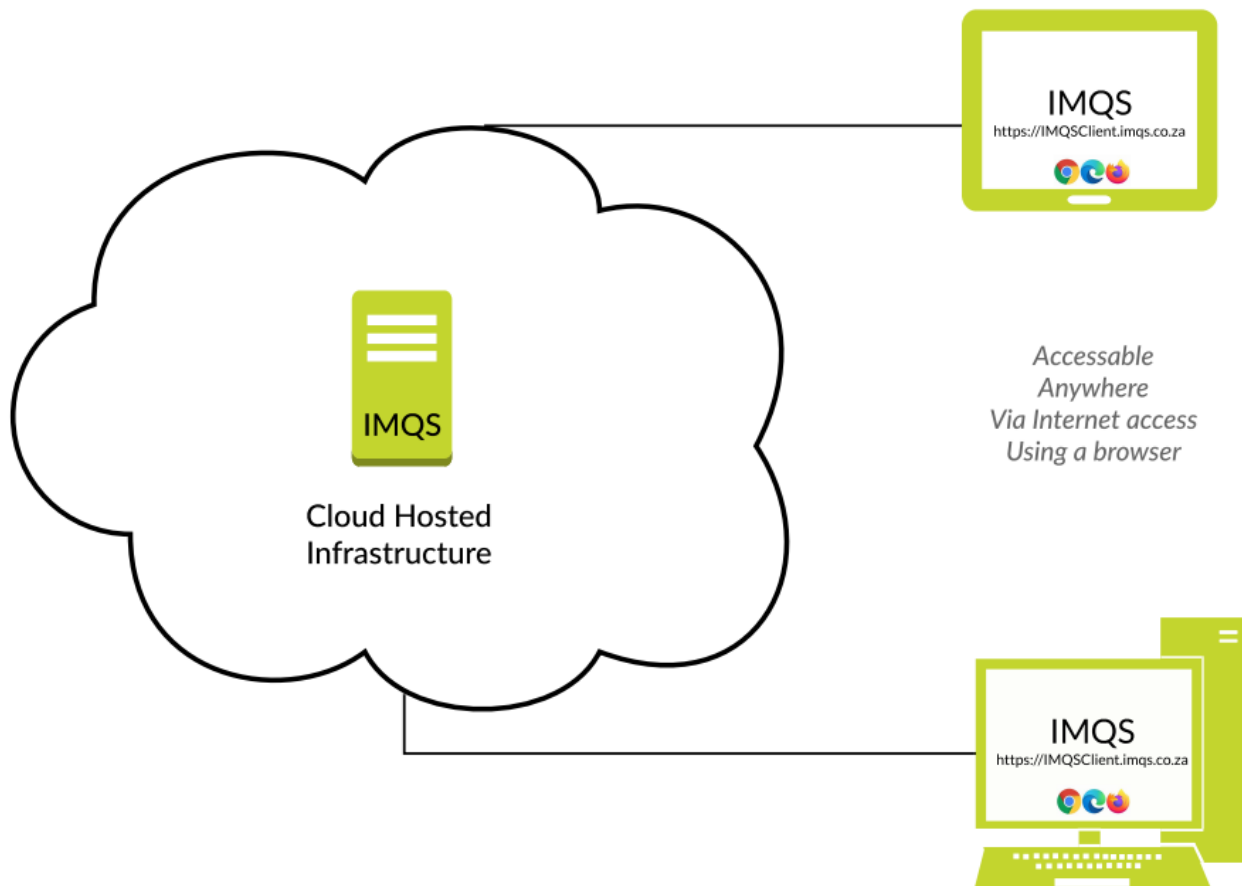 IMQS
https://IMQSClient.imqs.co.za
IMQS
Cloud Hosted
Infrastructure
Accessable
Anywhere
Via Internet access
Using a browser
IMQS
https://IMQSClient.imqs.co.za